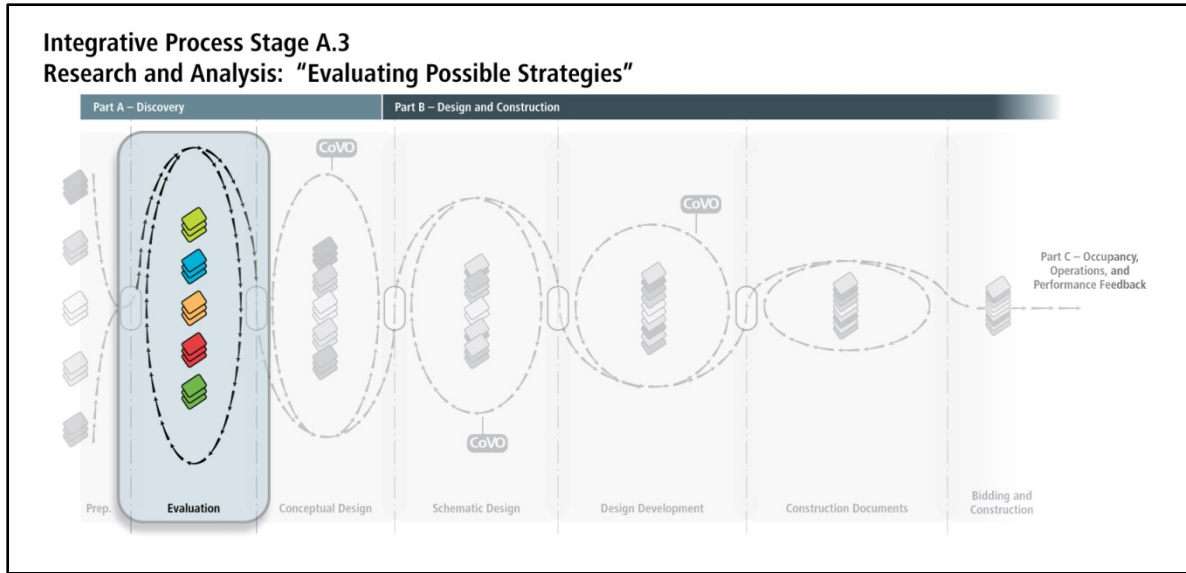 Integrative Process Stage A.3
Research and Analysis:  “Evaluating Possible Strategies”
Part A – Discovery
Part B – Design and Construction
CoVO
CoVO
CoVO
Part C – Occupancy,
Operations, and
Performance Feedback
Prep.
Evaluation
Conceptual Design
Schematic Design
Design Development
Construction Documents
Bidding and
Construction